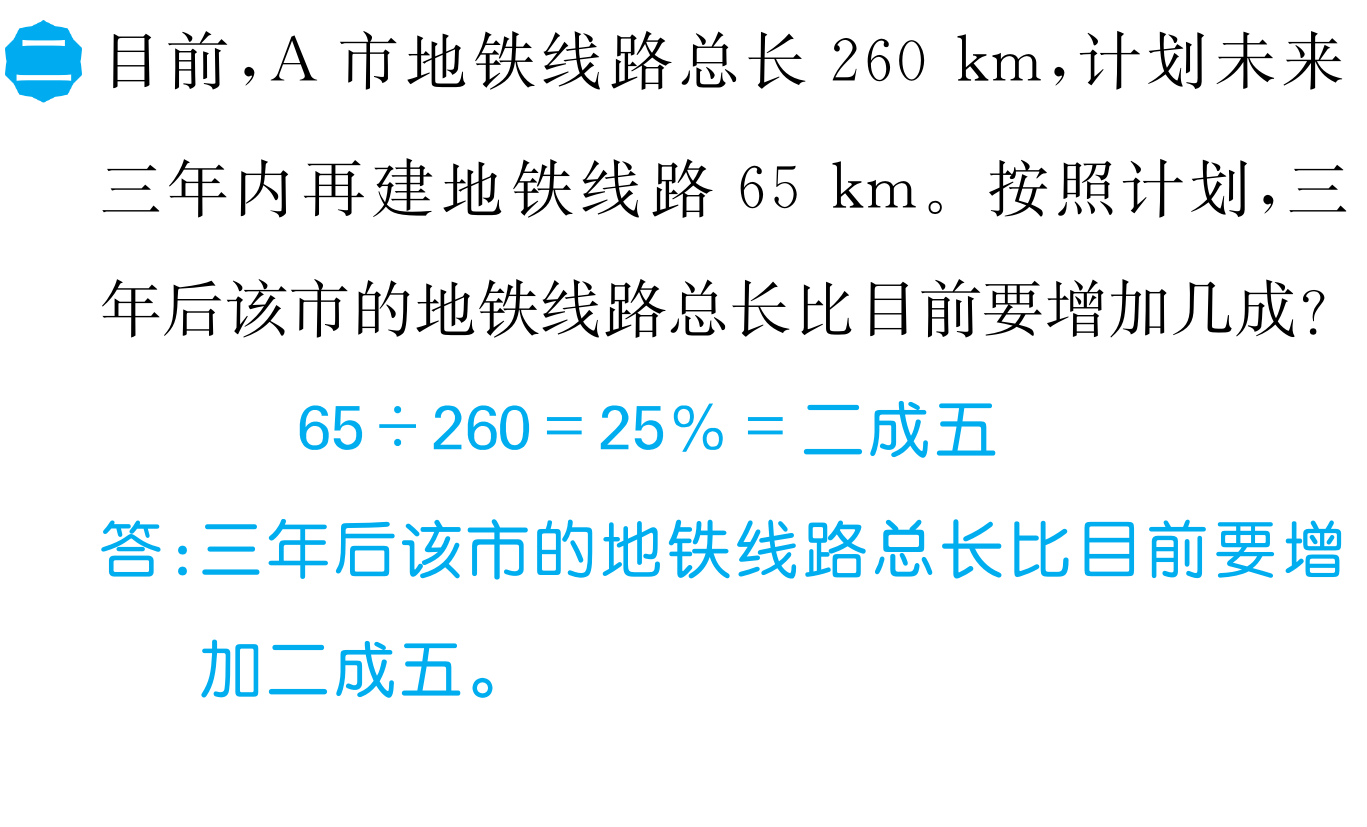 二 目前,A 市地铁线路总长 260 km,计划未来
三年内再建地铁线路 65 km。按照计划,三
年后该市的地铁线路总长比目前要增加几成?
65÷260=25%=二成五
答:三年后该市的地铁线路总长比目前要增
加二成五。